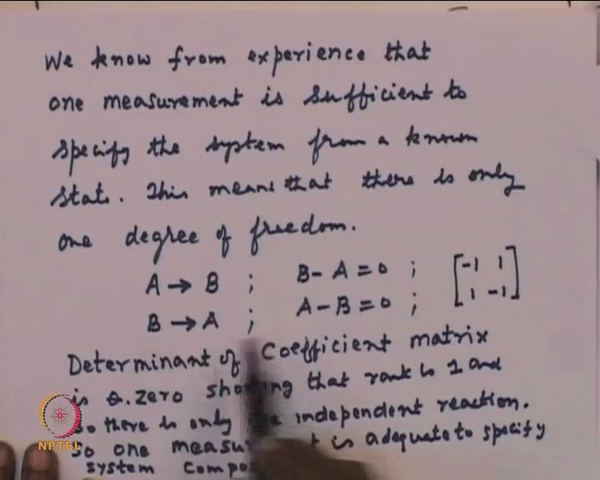 We know from experience that
one measurement is sufficient to
specify the system from a known
state. This means that there is only
one degree of freedom.
A → B ; B - A = 0 ; [-1 1
B → A ; A - B = 0 ; 1 -1]
Determinant of Coefficient matrix
is zero showing that rank is 1 and
so there is only independent reaction.
So one is adequate to specify
system
NPTEL